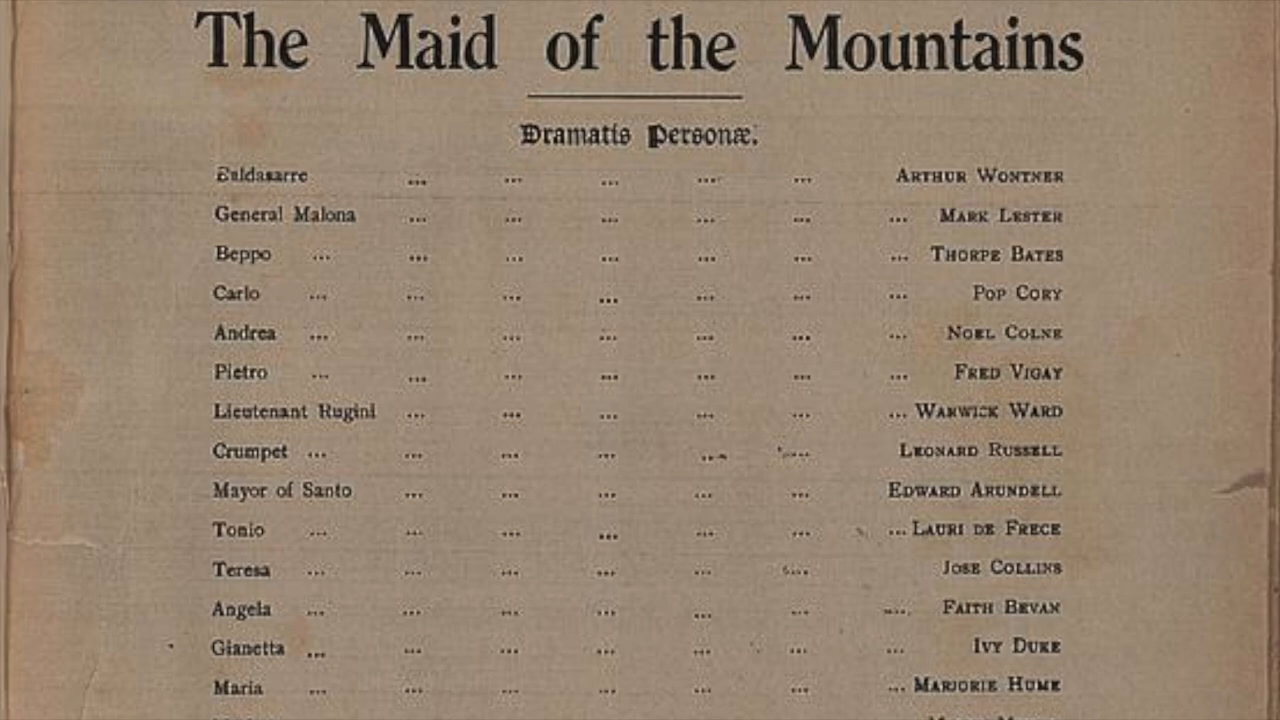 The Maid of the Mountains
Dramatis Personæ.
Baldasarre ... ... ... ... ... ARTHUR WONTNER
General Malona ... ... ... ... ... ... MARK LESTER
Beppo ... ... ... ... ... ... ... THORPE BATES
Carlo ... ... ... ... ... ... ... POP CORY
Andrea ... ... ... ... ... ... ... NOEL COLNE
Pietro ... ... ... ... ... ... ... FRED VIGAY
Lieutenant Rugini ... ... ... ... ... ... WARWICK WARD
Crumpet ... ... ... ... ... ... LEONARD RUSSELL
Mayor of Santo ... ... ... ... ... EDWARD ARUNDELL
Tonio ... ... ... ... ... ... ... LAURI DE FRECE
Teresa ... ... ... ... ... ... JOSE COLLINS
Angela ... ... ... ... ... ... ... FAITH BEVAN
Gianetta ... ... ... ... ... ... ... IVY DUKE
Maria ... ... ... ... ... ... ... MARJORIE HUME